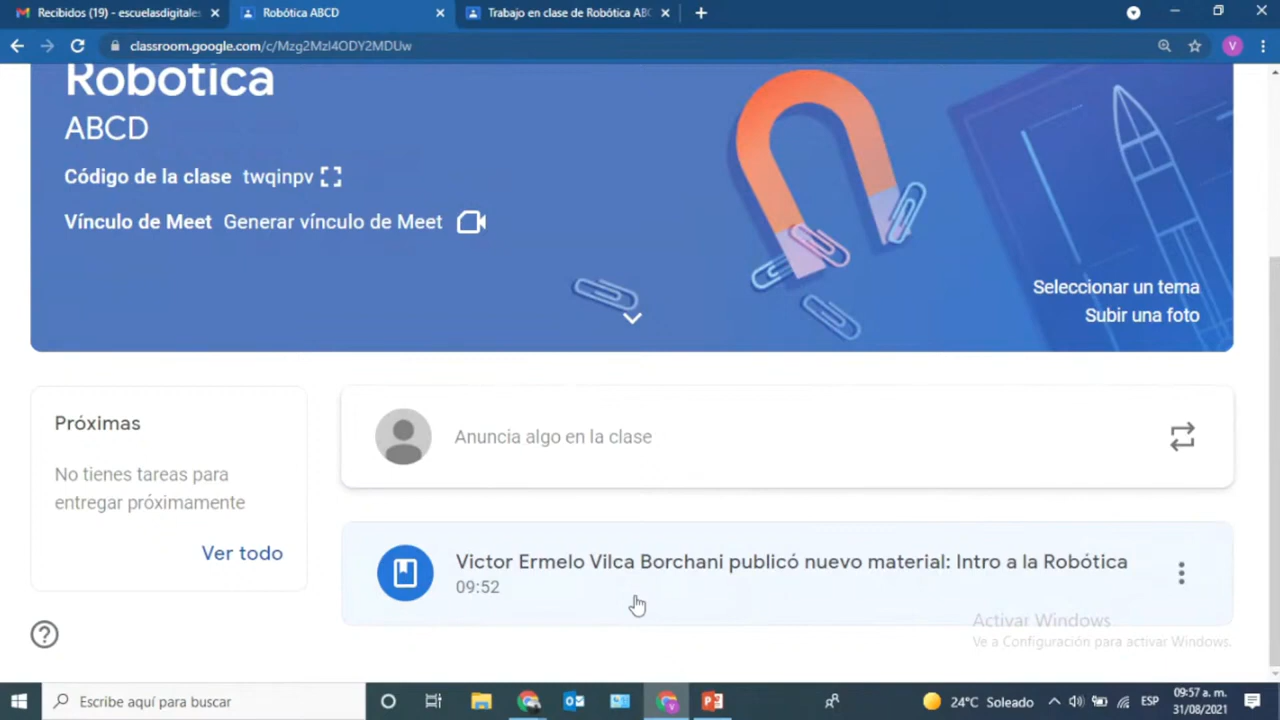 Recibidos (19) - escuelasdigitales
Robótica ABCD
Trabajo en clase de Robótica ABC
V
classroom.google.com/c/Mzg2MzI4ODY2MDUw
Robótica
ABCD
Código de la clase twqinpv
Vínculo de Meet Generar vínculo de Meet
Seleccionar un tema
Subir una foto
Próximas
No tienes tareas para
entregar próximamente
Ver todo
Anuncia algo en la clase
Victor Ermelo Vilca Borchani publicó nuevo material: Intro a la Robótica
09:52
Activar Windows
Ve a Configuración para activar Windows.
Escribe aquí para buscar
24°C Soleado
ESP
09:57 a. m.
31/08/2021